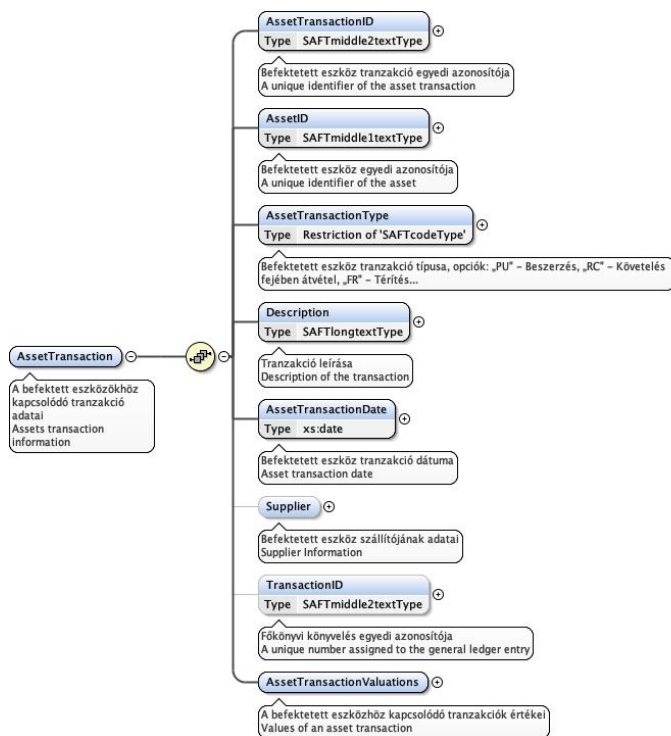 AssetTransactionID
Type SAFTmiddle2textType
Befektetett eszköz tranzakció egyedi azonosítója
A unique identifier of the asset transaction
AssetID
Type SAFTmiddle1textType
Befektetett eszköz egyedi azonosítója
A unique identifier of the asset
AssetTransactionType
Type Restriction of 'SAFTcodeType'
Befektetett eszköz tranzakció típusa, opciók: „PU" – Beszerzés, „RC" – Követelés
fejében átvétel, „FR" – Térítés...
Description
Type SAFTlongtextType
Tranzakció leírása
Description of the transaction
AssetTransaction
A befektett eszközökhöz
kapcsolódó tranzakció
adatai
Assets transaction
information
AssetTransactionDate
Type xs:date
Befektetett eszköz tranzakció dátuma
Asset transaction date
Supplier
Befektetett eszköz szállítójának adatai
Supplier Information
TransactionID
Type SAFTmiddle2textType
Főkönyvi könyvelés egyedi azonosítója
A unique number assigned to the general ledger entry
AssetTransactionValuations
A befektetett eszközhöz kapcsolódó tranzakciók értékei
Values of an asset transaction